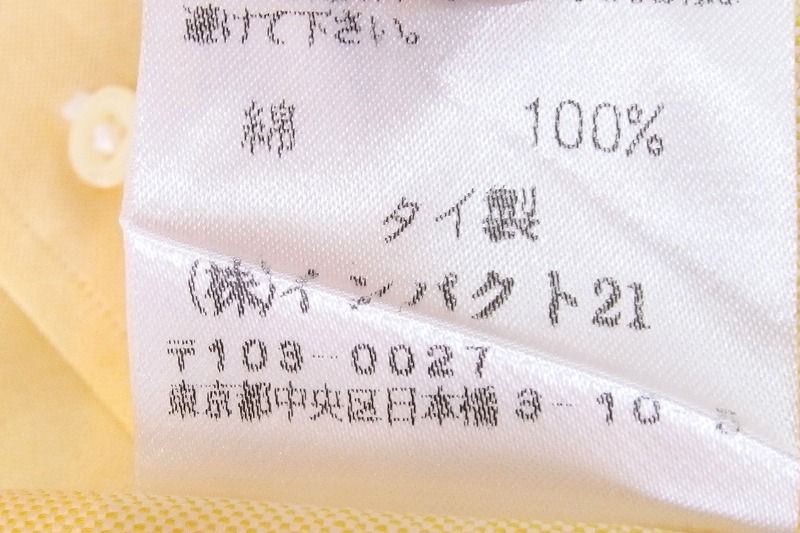 避けて下さい。
綿 100%
タイ製
(株)インパクト21
〒103-0027
東京都中央区日本橋3-10-5